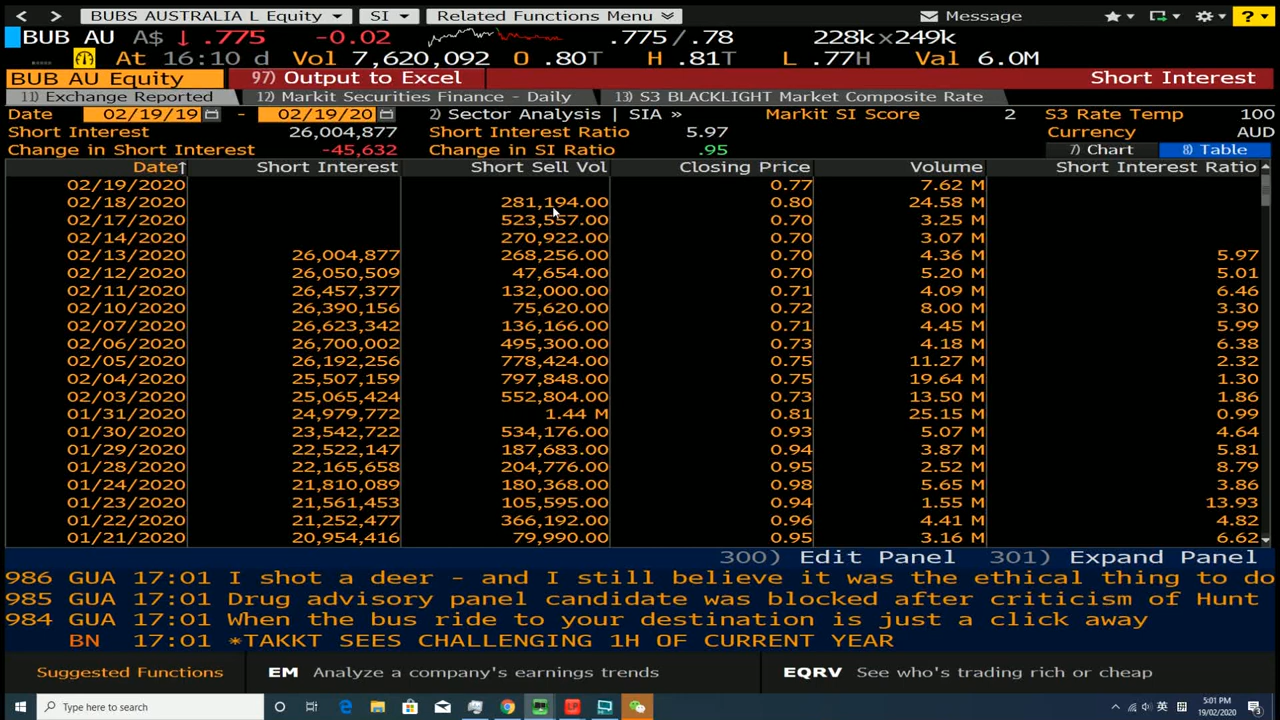 BUBS AUSTRALIA L Equity SI Related Functions Menu Message ?
BUB AU A$ ↓ .775 -0.02 .775/.78 228k×249k
At 16:10 d Vol 7,620,092 O .80T H .81T L .77H Val 6.0M
BUB AU Equity 97) Output to Excel Short Interest
11) Exchange Reported 12) Markit Securities Finance - Daily 13) S3 BLACKLIGHT Market Composite Rate
Date 02/19/19 - 02/19/20 2) Sector Analysis | SIA » Markit SI Score 2 S3 Rate Temp 100
Short Interest 26,004,877 Short Interest Ratio 5.97 Currency AUD
Change in Short Interest -45,632 Change in SI Ratio .95 7) Chart 8) Table
Date↑ Short Interest Short Sell Vol Closing Price Volume Short Interest Ratio
02/19/2020 0.77 7.62 M
02/18/2020 281,194.00 0.80 24.58 M
02/17/2020 523,557.00 0.70 3.25 M
02/14/2020 270,922.00 0.70 3.07 M
02/13/2020 26,004,877 268,256.00 0.70 4.36 M 5.97
02/12/2020 26,050,509 47,654.00 0.70 5.20 M 5.01
02/11/2020 26,457,377 132,000.00 0.71 4.09 M 6.46
02/10/2020 26,390,156 75,620.00 0.72 8.00 M 3.30
02/07/2020 26,623,342 136,166.00 0.71 4.45 M 5.99
02/06/2020 26,700,002 495,300.00 0.73 4.18 M 6.38
02/05/2020 26,192,256 778,424.00 0.75 11.27 M 2.32
02/04/2020 25,507,159 797,848.00 0.75 19.64 M 1.30
02/03/2020 25,065,424 552,804.00 0.73 13.50 M 1.86
01/31/2020 24,979,772 1.44 M 0.81 25.15 M 0.99
01/30/2020 23,542,722 534,176.00 0.93 5.07 M 4.64
01/29/2020 22,522,147 187,683.00 0.94 3.87 M 5.81
01/28/2020 22,165,658 204,776.00 0.95 2.52 M 8.79
01/24/2020 21,810,089 180,368.00 0.98 5.65 M 3.86
01/23/2020 21,561,453 105,595.00 0.94 1.55 M 13.93
01/22/2020 21,252,477 366,192.00 0.96 4.41 M 4.82
01/21/2020 20,954,416 79,990.00 0.95 3.16 M 6.62
300) Edit Panel 301) Expand Panel
986 GUA 17:01 I shot a deer - and I still believe it was the ethical thing to do
985 GUA 17:01 Drug advisory panel candidate was blocked after criticism of Hunt
984 GUA 17:01 When the bus ride to your destination is just a click away
BN 17:01 *TAKKT SEES CHALLENGING 1H OF CURRENT YEAR
Suggested Functions EM Analyze a company's earnings trends EQRV See who's trading rich or cheap
Type here to search 英 拼 5:01 PM
19/02/2020